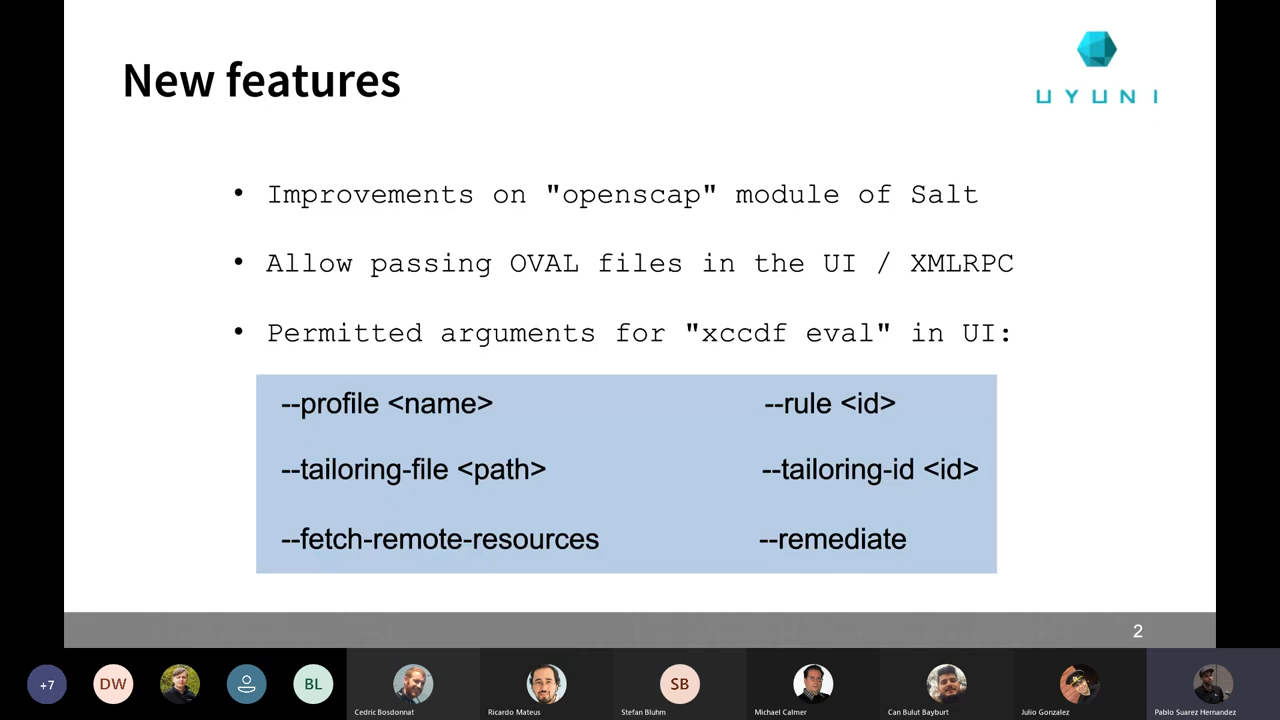 New features
UYUNI
• Improvements on "openscap" module of Salt
• Allow passing OVAL files in the UI / XMLRPC
• Permitted arguments for "xccdf eval" in UI:
--profile <name> --rule <id>
--tailoring-file <path> --tailoring-id <id>
--fetch-remote-resources --remediate
2
+7
DW
BL
SB
Cedric Bosdonnat
Ricardo Mateus
Stefan Bluhm
Michael Calmer
Can Bulut Bayburt
Julio Gonzalez
Pablo Suarez Hernandez